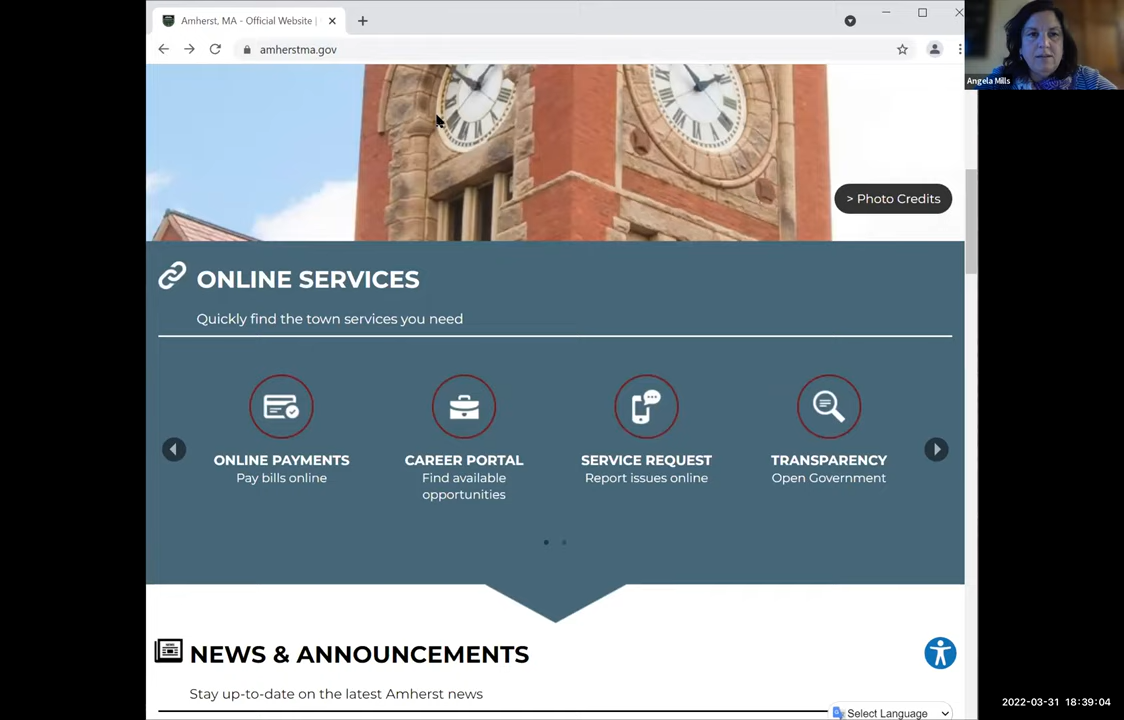 Amherst, MA - Official Website |
amherstma.gov
Angela Mills
> Photo Credits
ONLINE SERVICES
Quickly find the town services you need
ONLINE PAYMENTS
Pay bills online
CAREER PORTAL
Find available
opportunities
SERVICE REQUEST
Report issues online
TRANSPARENCY
Open Government
NEWS & ANNOUNCEMENTS
Stay up-to-date on the latest Amherst news
Select Language
2022-03-31 18:39:04